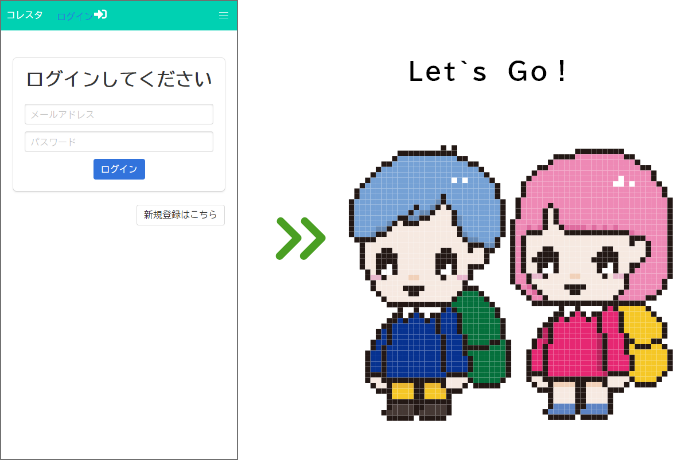 コレスタ ログイン
ログインしてください
メールアドレス
パスワード
ログイン
新規登録はこちら
Let`s Go！